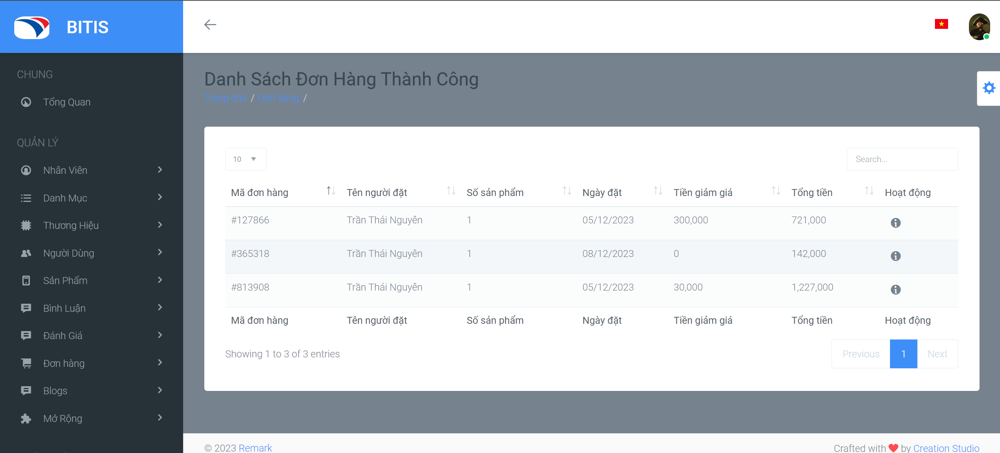 BITIS
CHUNG
Tổng Quan
QUẢN LÝ
Nhân Viên
Danh Mục
Thương Hiệu
Người Dùng
Sản Phẩm
Bình Luận
Đánh Giá
Đơn hàng
Blogs
Mở Rộng
Danh Sách Đơn Hàng Thành Công
Trang chủ / Đơn hàng /
10 Search...
Mã đơn hàng Tên người đặt Số sản phẩm Ngày đặt Tiền giảm giá Tổng tiền Hoạt động
#127866 Trần Thái Nguyên 1 05/12/2023 300,000 721,000
#365318 Trần Thái Nguyên 1 08/12/2023 0 142,000
#813908 Trần Thái Nguyên 1 05/12/2023 30,000 1,227,000
Mã đơn hàng Tên người đặt Số sản phẩm Ngày đặt Tiền giảm giá Tổng tiền Hoạt động
Showing 1 to 3 of 3 entries Previous 1 Next
© 2023 Remark Crafted with ❤ by Creation Studio